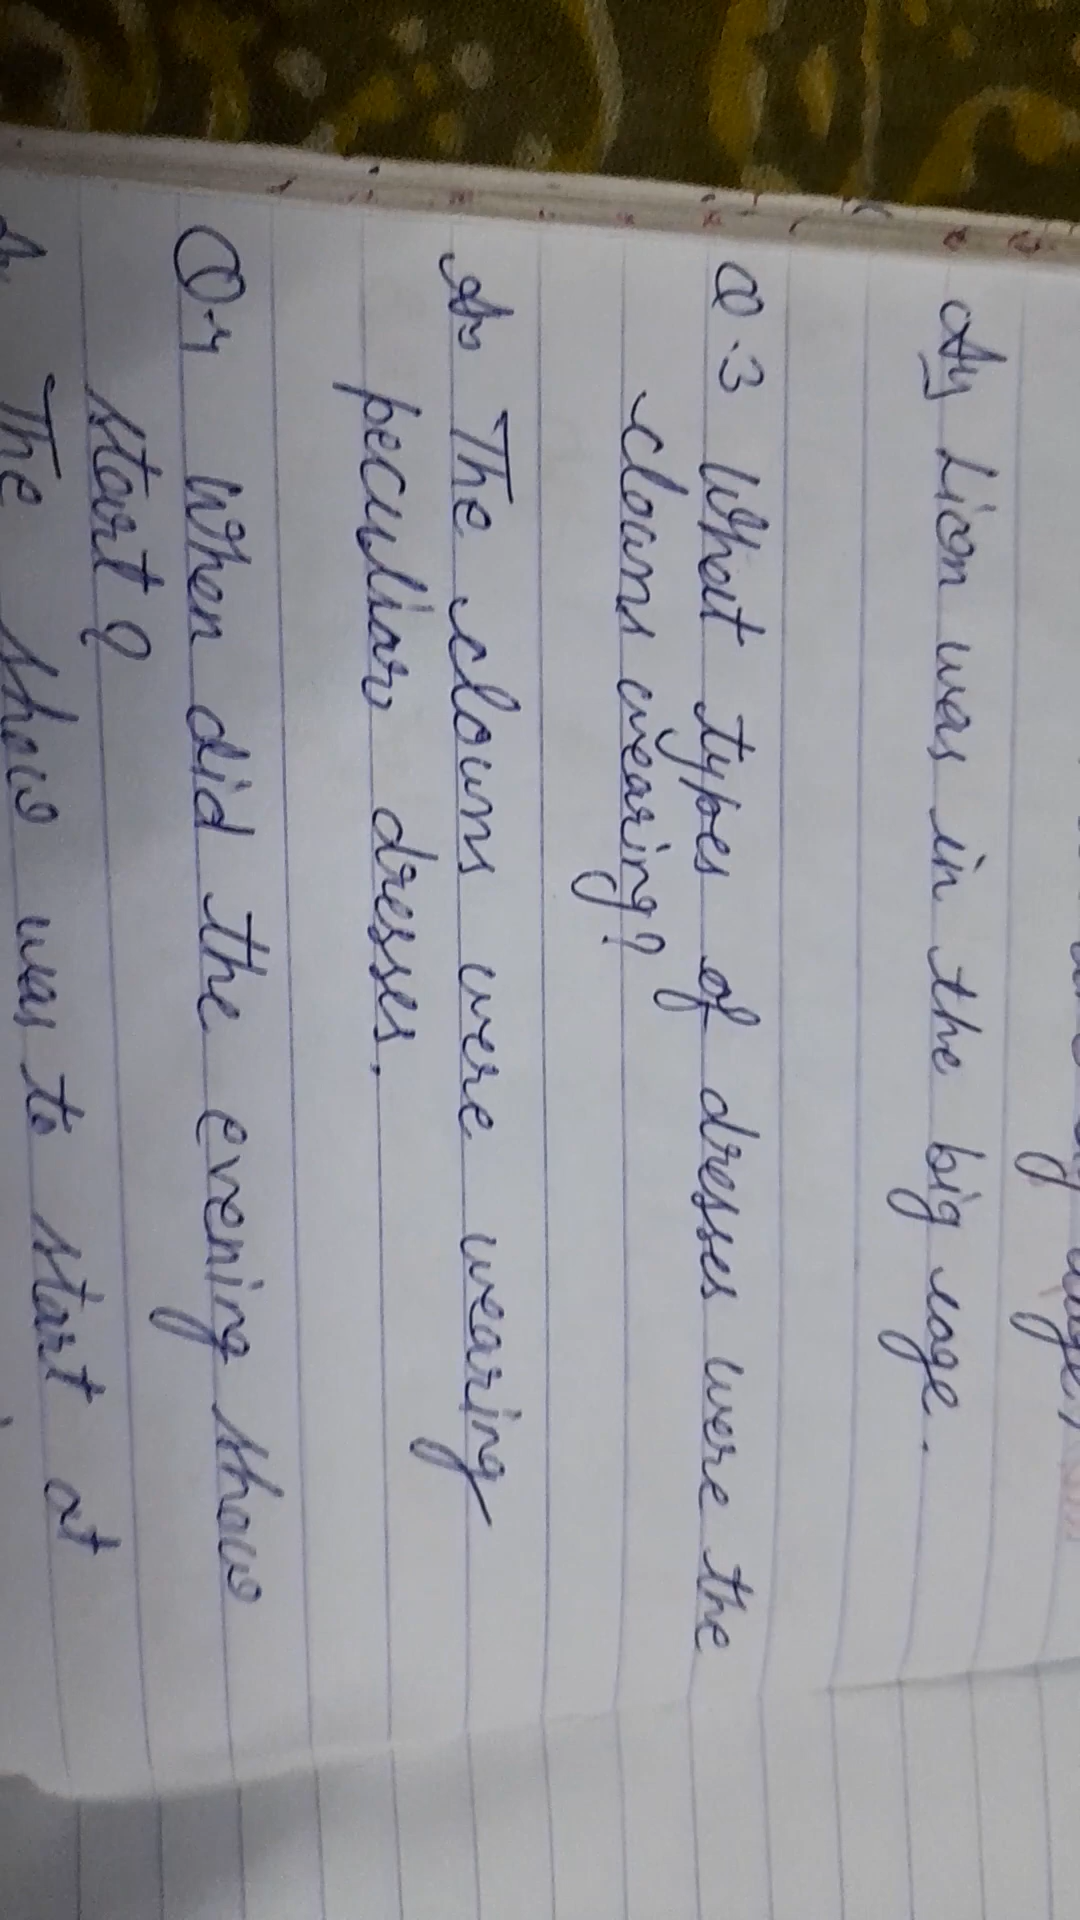 Ans Lion was in the big cage.
Q.3 What types of dresses were the
cloans wearing?
Ans The clowns were wearing
peculiar dresses.
Q.4 When did the evening show
start?
The show was to start at